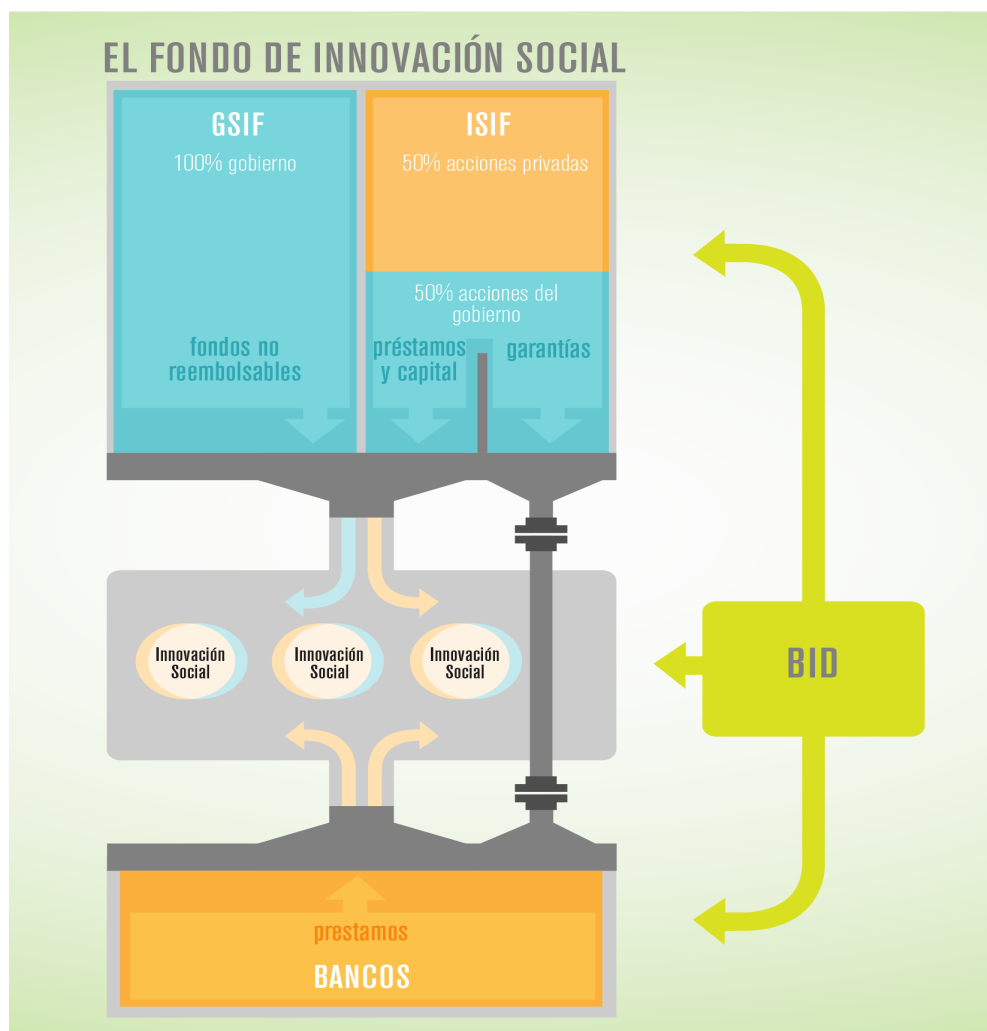 EL FONDO DE INNOVACIÓN SOCIAL
GSIF
100% gobierno
fondos no
reembolsables
ISIF
50% acciones privadas
50% acciones del
gobierno
préstamos
y capital
garantías
Innovación
Social
Innovación
Social
Innovación
Social
BID
prestamos
BANCOS